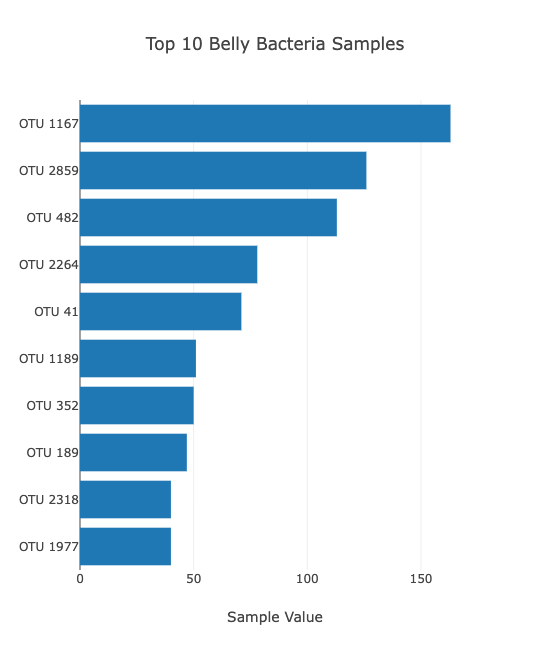 Top 10 Belly Bacteria Samples
OTU 1167
OTU 2859
OTU 482
OTU 2264
OTU 41
OTU 1189
OTU 352
OTU 189
OTU 2318
OTU 1977
0 50 100 150
Sample Value